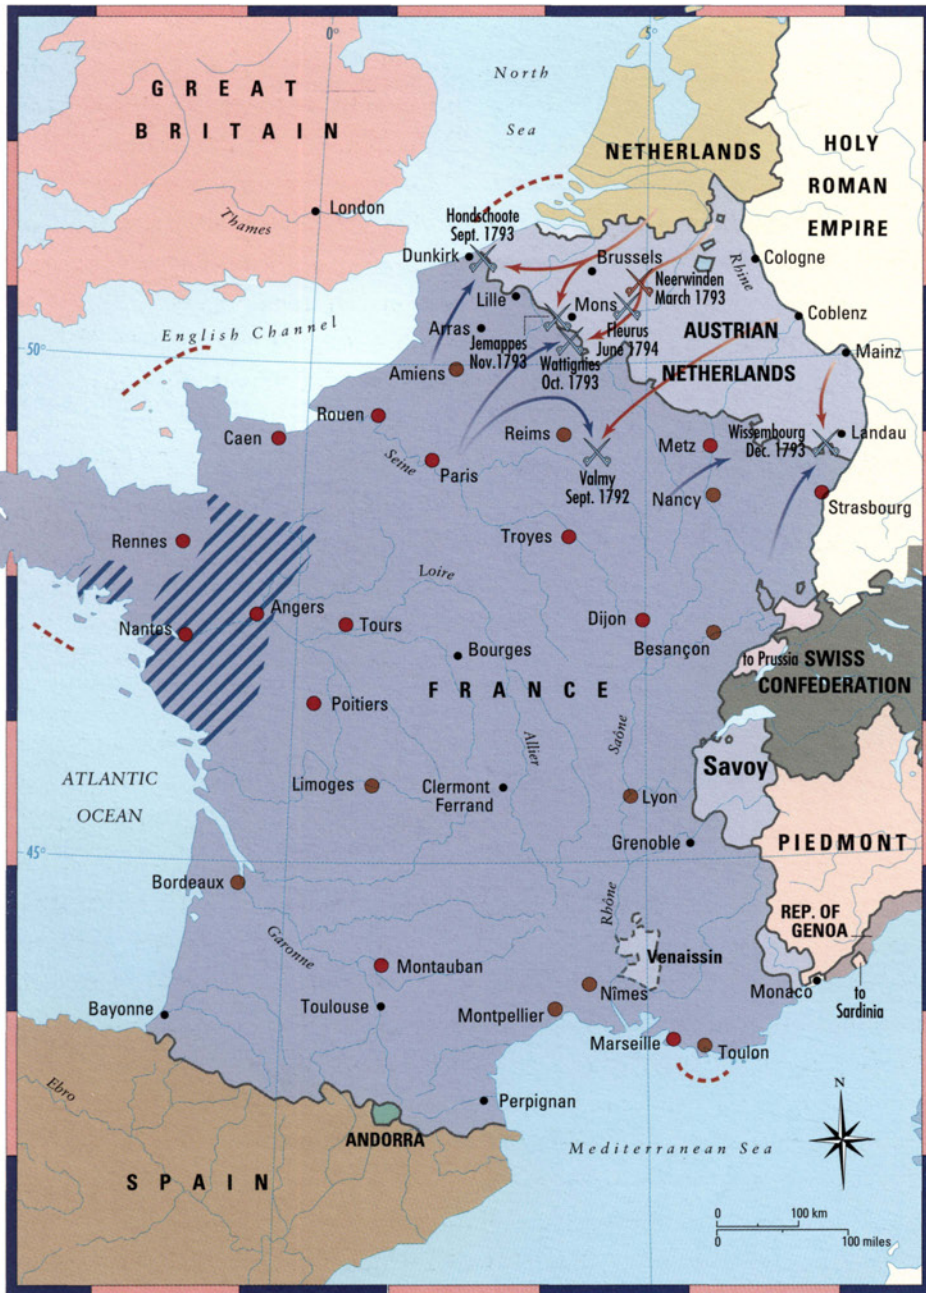 0°
5°
North
Sea
GREAT
BRITAIN
NETHERLANDS
HOLY
ROMAN
EMPIRE
London
Thames
Hondschoote
Sept. 1793
Dunkirk
Brussels
Rhine
Cologne
Neerwinden
March 1793
Lille
Mons
Coblenz
English Channel
Arras
Jemappes
Nov. 1793
Fleurus
June 1794
AUSTRIAN
NETHERLANDS
50°
Wattignies
Oct. 1793
Mainz
Amiens
Rouen
Caen
Reims
Metz
Wissembourg
Dec. 1793
Landau
Seine
Paris
Valmy
Sept. 1792
Nancy
Strasbourg
Rennes
Troyes
Loire
Angers
Nantes
Tours
Dijon
Besançon
Bourges
to Prussia
SWISS
CONFEDERATION
FRANCE
Poitiers
Allier
Saône
Savoy
ATLANTIC
OCEAN
Limoges
Clermont
Ferrand
Lyon
Grenoble
PIEDMONT
45°
Bordeaux
Rhône
REP. OF
GENOA
Garonne
Venaissin
Montauban
Nîmes
Monaco
to
Sardinia
Bayonne
Toulouse
Montpellier
Marseille
Toulon
Ebro
Perpignan
N
ANDORRA
Mediterranean Sea
SPAIN
0 100 km
0 100 miles